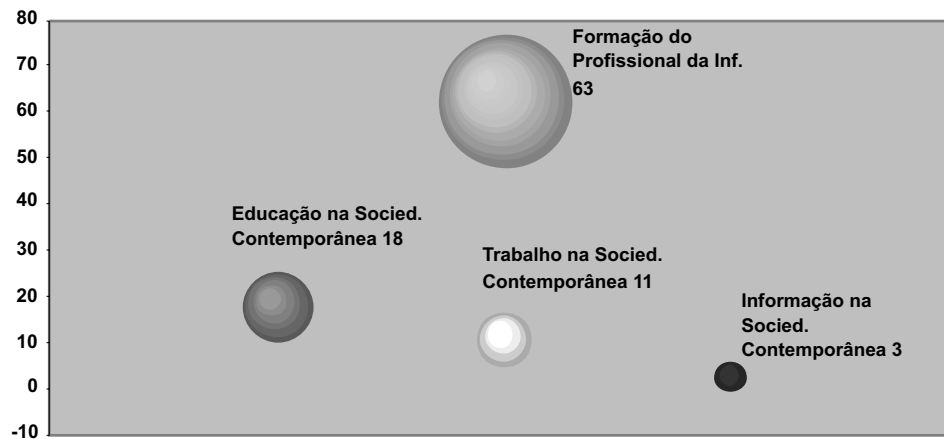 80
70
60
50
40
30
20
10
0
-10
Formação do
Profissional da Inf.
63
Educação na Socied.
Contemporânea 18
Trabalho na Socied.
Contemporânea 11
Informação na
Socied.
Contemporânea 3